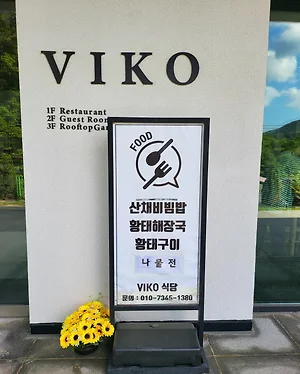 VIKO
1F Restaurant
2F Guest Room
3F RooftopGar
FOOD
산채비빔밥
황태해장국
황태구이
나물전
VIKO 식당
문의 : 010-7345-1380